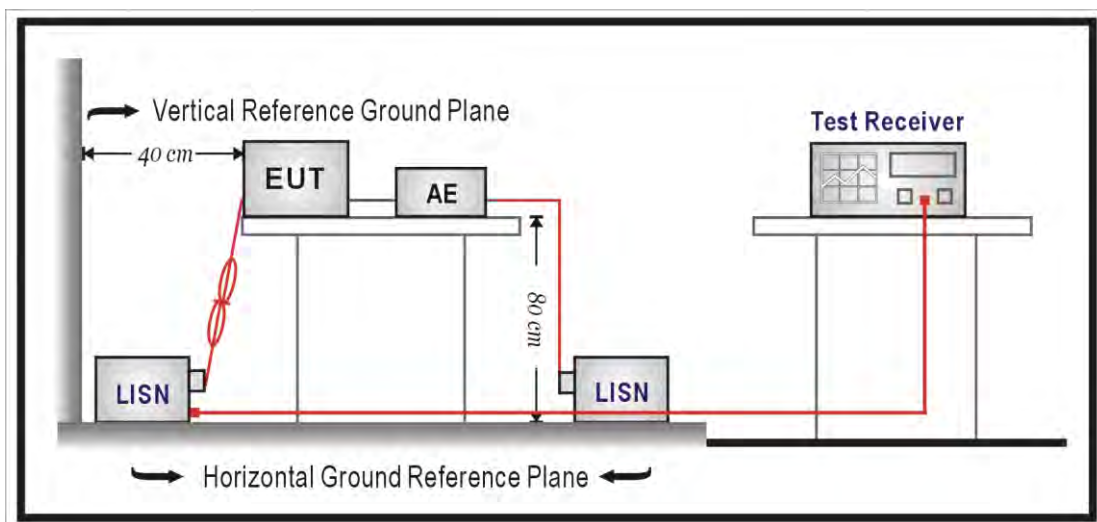 Vertical Reference Ground Plane
40 cm
EUT
AE
Test Receiver
80 cm
LISN
LISN
Horizontal Ground Reference Plane